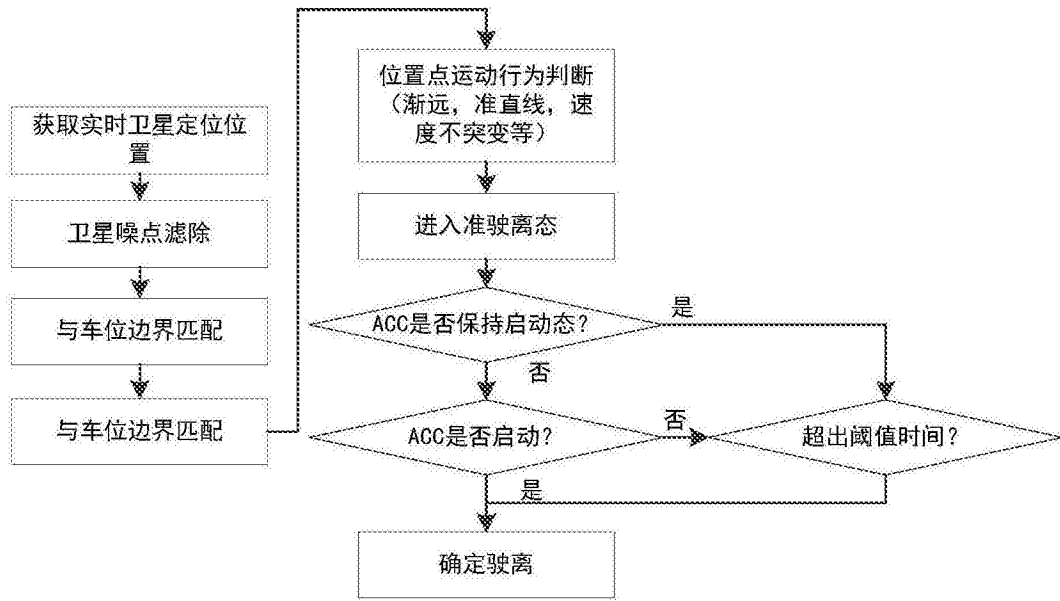 获取实时卫星定位位
置
卫星噪点滤除
与车位边界匹配
与车位边界匹配
位置点运动行为判断
（渐远，准直线，速
度不突变等）
进入准驶离态
ACC是否保持启动态？
是
否
ACC是否启动？
否
超出阈值时间？
是
确定驶离